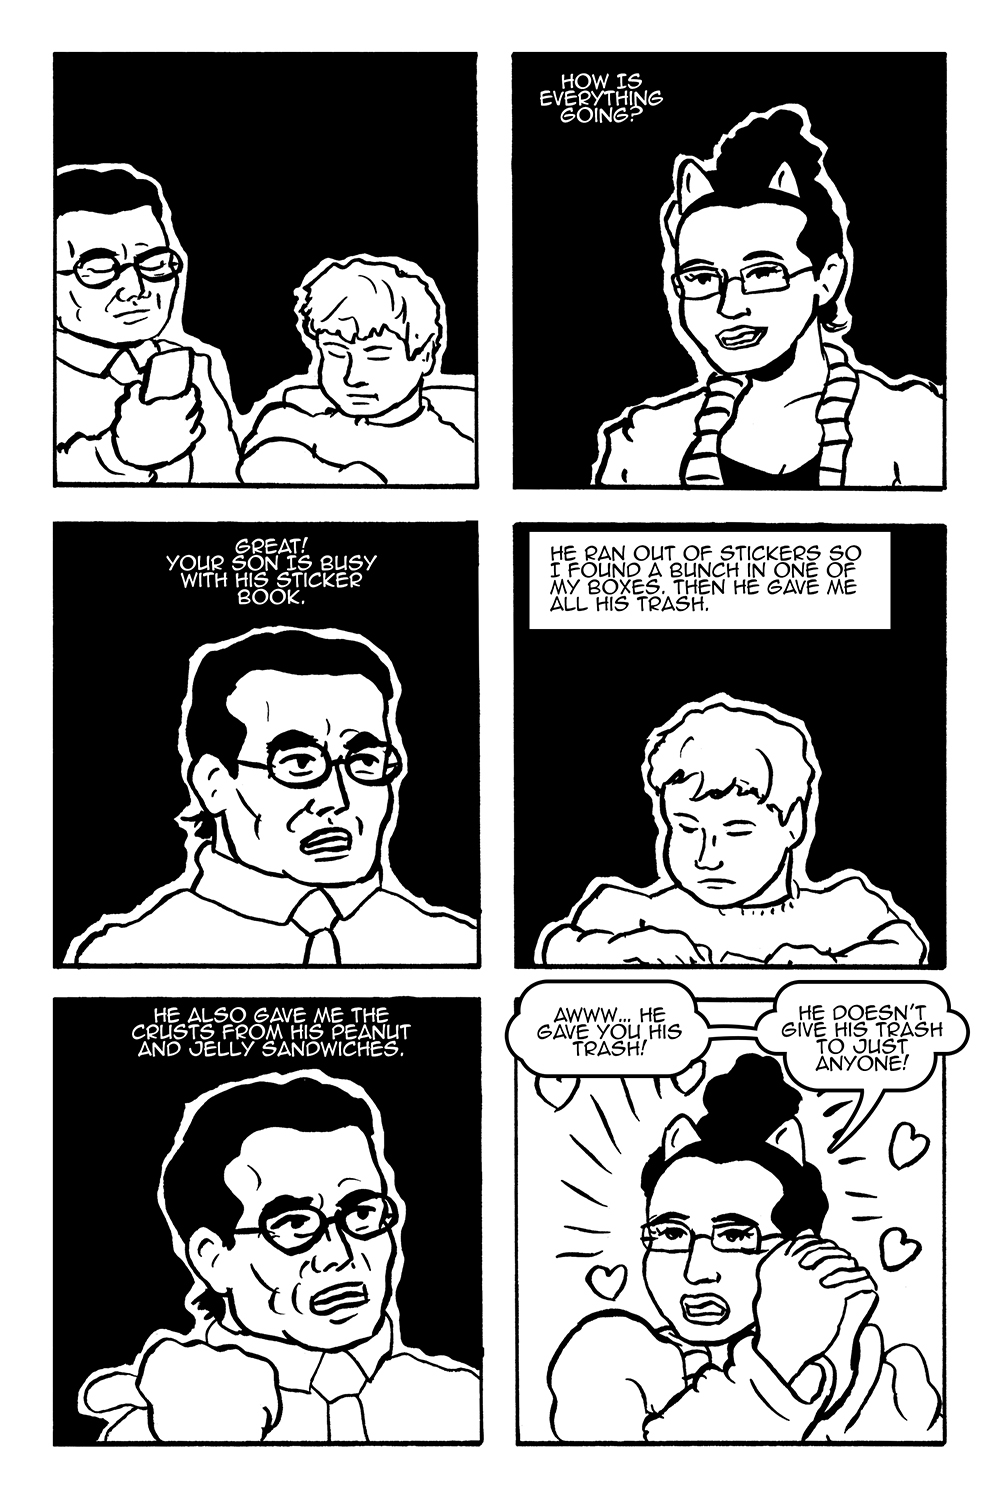 HOW IS
EVERYTHING
GOING?
GREAT!
YOUR SON IS BUSY
WITH HIS STICKER
BOOK.
HE RAN OUT OF STICKERS SO
I FOUND A BUNCH IN ONE OF
MY BOXES. THEN HE GAVE ME
ALL HIS TRASH.
HE ALSO GAVE ME THE
CRUSTS FROM HIS PEANUT
AND JELLY SANDWICHES.
AWWW... HE
GAVE YOU HIS
TRASH!
HE DOESN'T
GIVE HIS TRASH
TO JUST
ANYONE!